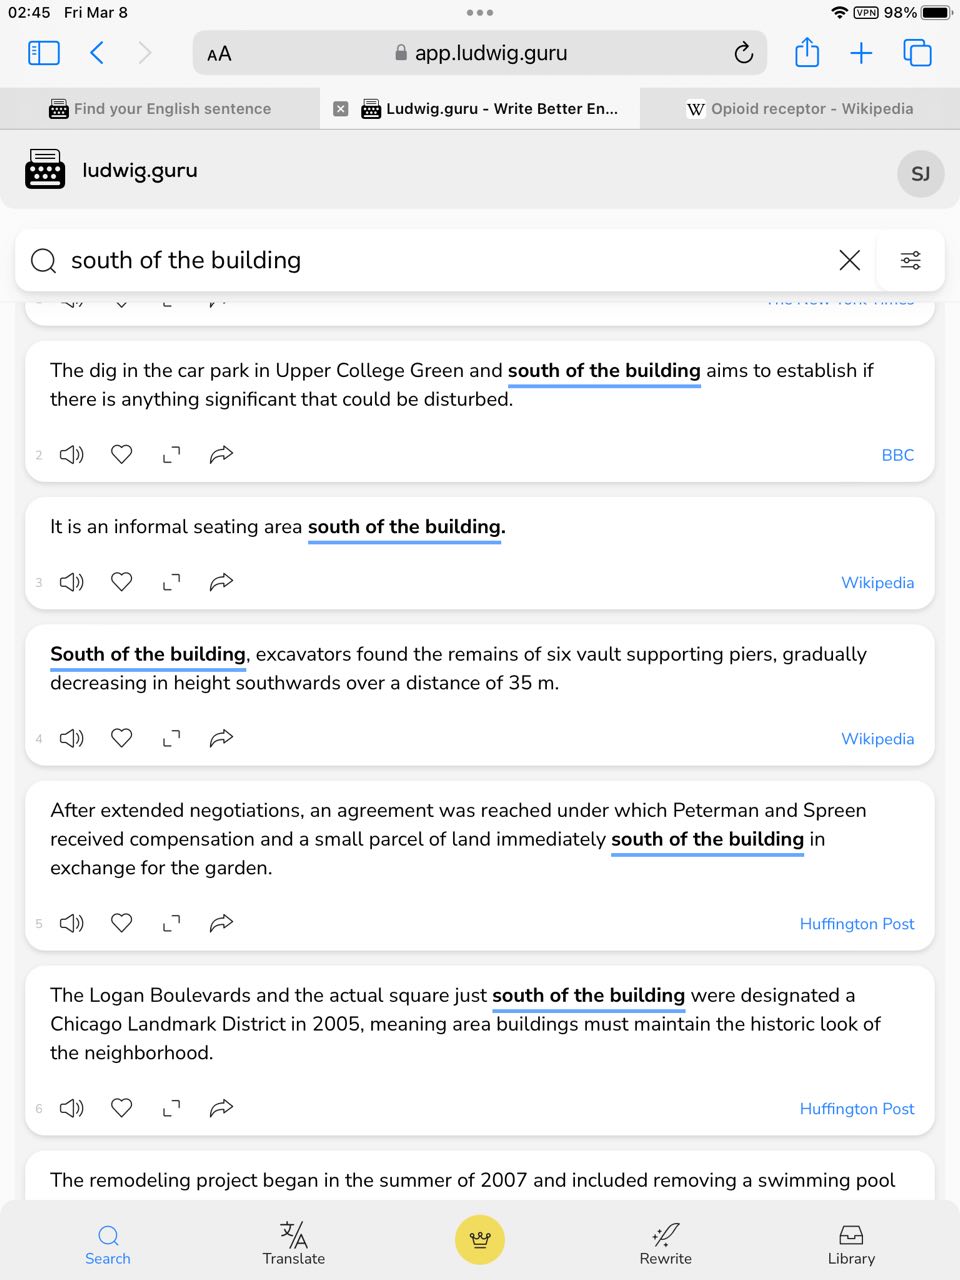 02:45 Fri Mar 8
VPN 98%
AA app.ludwig.guru
Find your English sentence
Ludwig.guru - Write Better En...
W Opioid receptor - Wikipedia
ludwig.guru
SJ
south of the building
The New York Times
The dig in the car park in Upper College Green and south of the building aims to establish if
there is anything significant that could be disturbed.
2 BBC
It is an informal seating area south of the building.
3 Wikipedia
South of the building, excavators found the remains of six vault supporting piers, gradually
decreasing in height southwards over a distance of 35 m.
4 Wikipedia
After extended negotiations, an agreement was reached under which Peterman and Spreen
received compensation and a small parcel of land immediately south of the building in
exchange for the garden.
5 Huffington Post
The Logan Boulevards and the actual square just south of the building were designated a
Chicago Landmark District in 2005, meaning area buildings must maintain the historic look of
the neighborhood.
6 Huffington Post
The remodeling project began in the summer of 2007 and included removing a swimming pool
Search Translate Rewrite Library